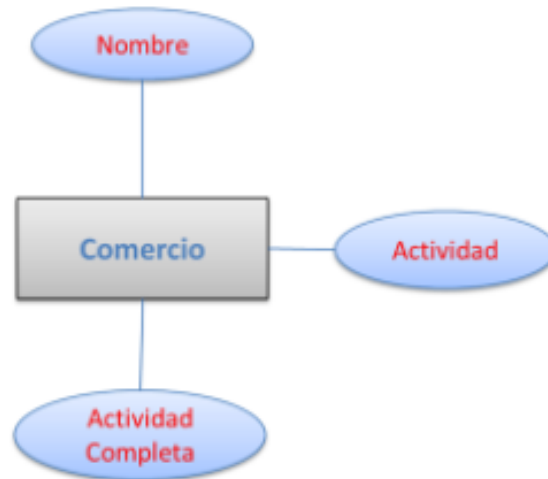 Nombre
Comercio
Actividad
Actividad
Completa